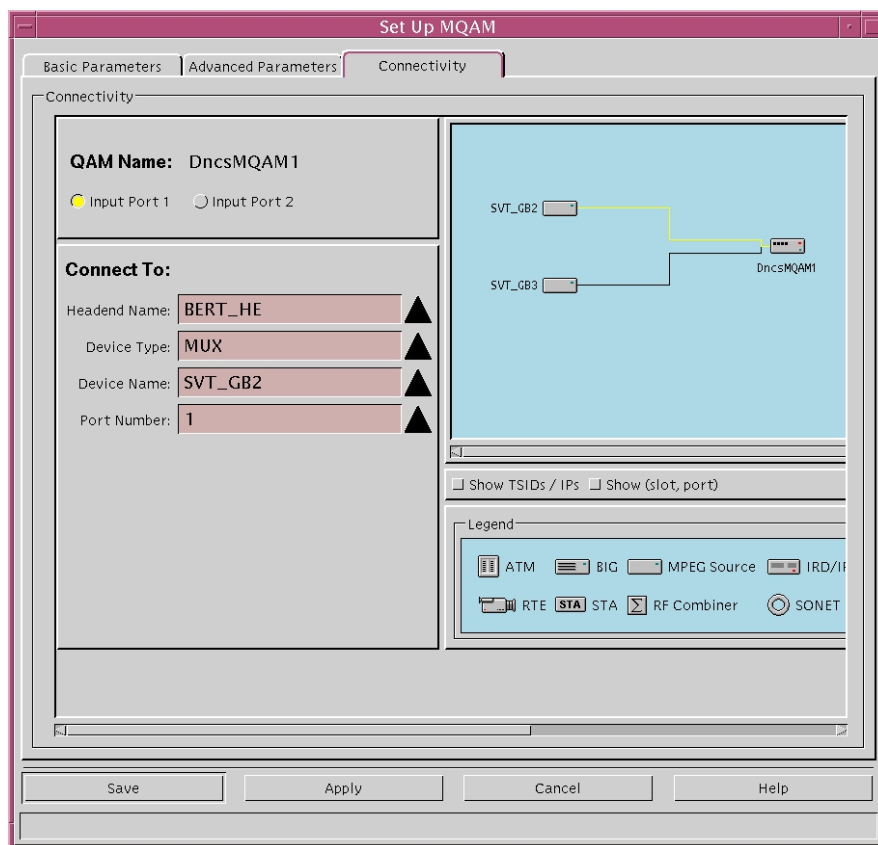 Set Up MQAM
Basic Parameters
Advanced Parameters
Connectivity
Connectivity
QAM Name: DncsMQAM1
Input Port 1
Input Port 2
Connect To:
Headend Name: BERT_HE
Device Type: MUX
Device Name: SVT_GB2
Port Number: 1
SVT_GB2
DncsMQAM1
SVT_GB3
Show TSIDs / IPs
Show (slot, port)
Legend
ATM
BIG
MPEG Source
RTE
STA STA
RF Combiner
SONET
Save
Apply
Cancel
Help